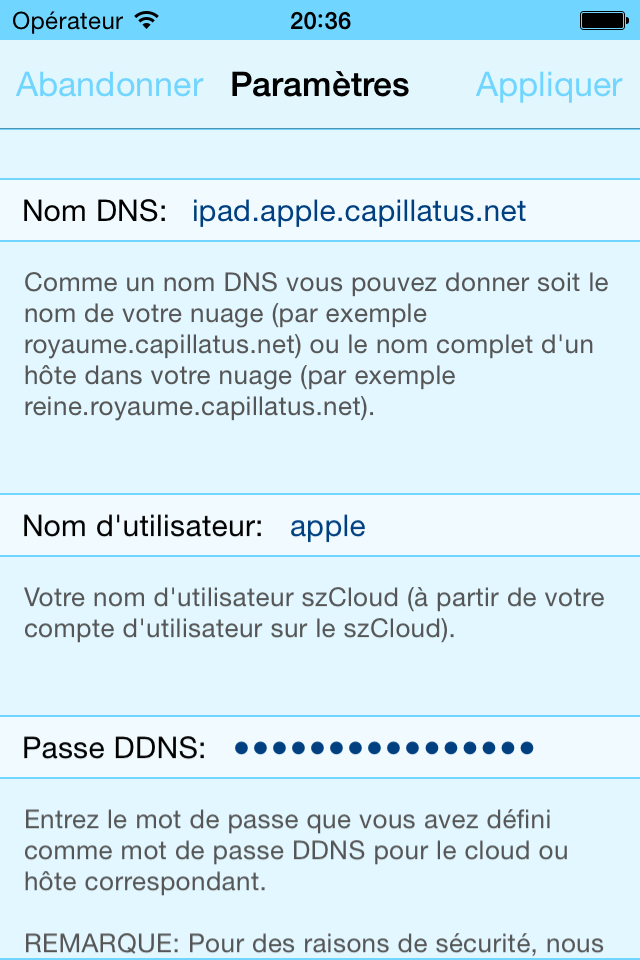 Opérateur 20:36
Abandonner Paramètres Appliquer
Nom DNS: ipad.apple.capillatus.net
Comme un nom DNS vous pouvez donner soit le
nom de votre nuage (par exemple
royaume.capillatus.net) ou le nom complet d'un
hôte dans votre nuage (par exemple
reine.royaume.capillatus.net).
Nom d'utilisateur: apple
Votre nom d'utilisateur szCloud (à partir de votre
compte d'utilisateur sur le szCloud).
Passe DDNS: ••••••••••••••••
Entrez le mot de passe que vous avez défini
comme mot de passe DDNS pour le cloud ou
hôte correspondant.
REMARQUE: Pour des raisons de sécurité, nous